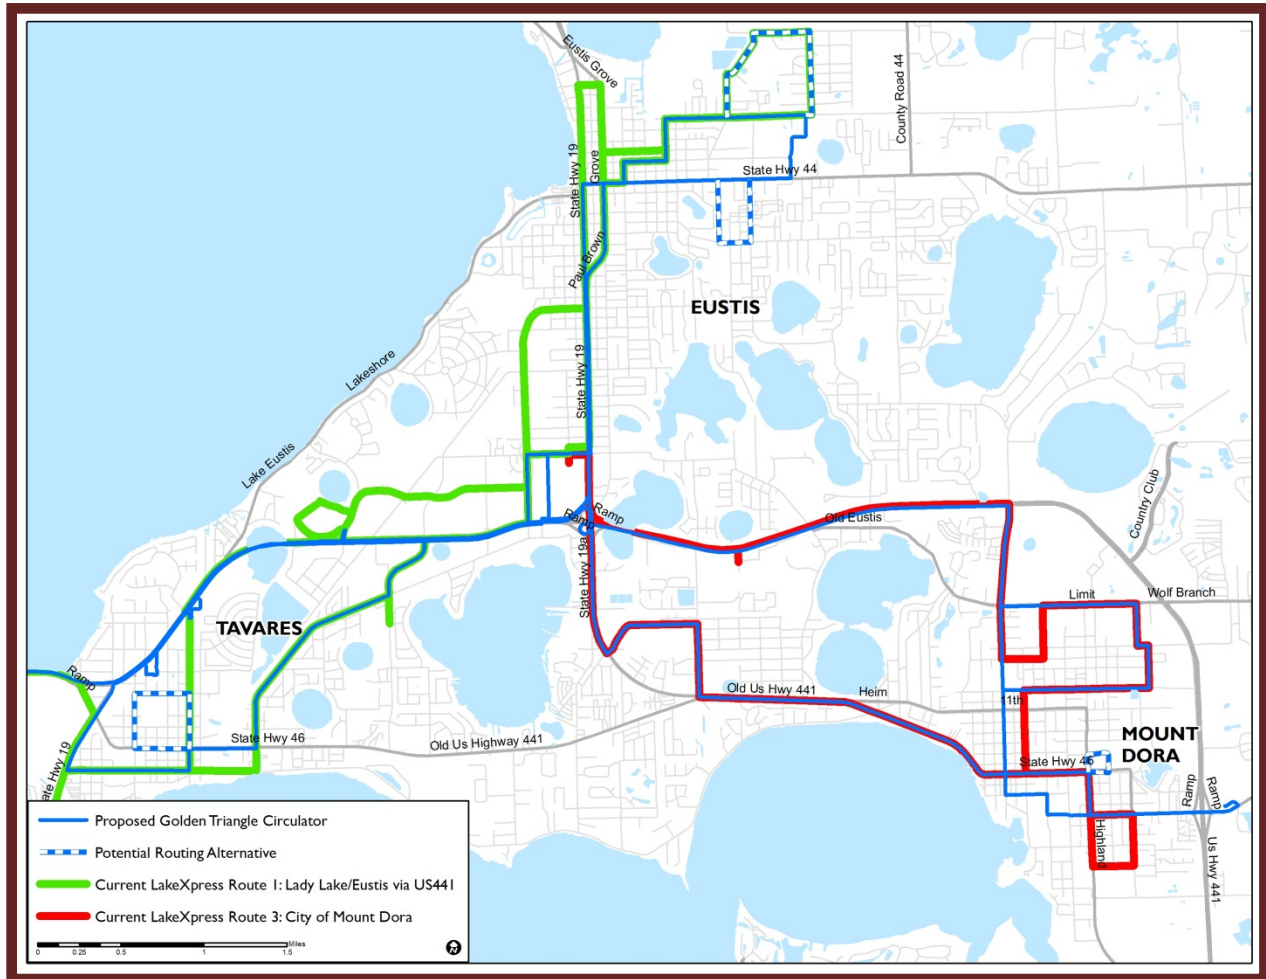 Eustis Grove
County Road 44
State Hwy 19
Grove
State Hwy 44
Paul Brown
EUSTIS
State Hwy 19
Lakeshore
Lake Eustis
Country Club
Ramp
Ramp
Old Eustis
State Hwy 19a
Limit
Wolf Branch
TAVARES
Ramp
Old Us Hwy 441
Heim
11th
State Hwy 46
Old Us Highway 441
MOUNT
DORA
State Hwy 46
ate Hwy 19
Ramp
Ramp
Highland
Us Hwy 441
Proposed Golden Triangle Circulator
Potential Routing Alternative
Current LakeXpress Route 1: Lady Lake/Eustis via US441
Current LakeXpress Route 3: City of Mount Dora
Miles
0 0.25 0.5 1 1.5
N